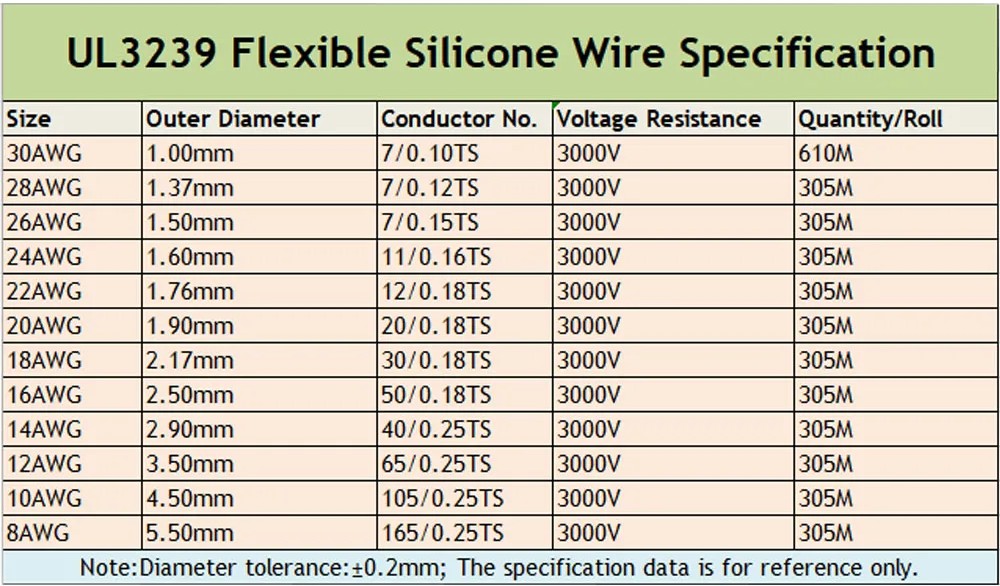 UL3239 Flexible Silicone Wire Specification
Size Outer Diameter Conductor No. Voltage Resistance Quantity/Roll
30AWG 1.00mm 7/0.10TS 3000V 610M
28AWG 1.37mm 7/0.12TS 3000V 305M
26AWG 1.50mm 7/0.15TS 3000V 305M
24AWG 1.60mm 11/0.16TS 3000V 305M
22AWG 1.76mm 12/0.18TS 3000V 305M
20AWG 1.90mm 20/0.18TS 3000V 305M
18AWG 2.17mm 30/0.18TS 3000V 305M
16AWG 2.50mm 50/0.18TS 3000V 305M
14AWG 2.90mm 40/0.25TS 3000V 305M
12AWG 3.50mm 65/0.25TS 3000V 305M
10AWG 4.50mm 105/0.25TS 3000V 305M
8AWG 5.50mm 165/0.25TS 3000V 305M
Note:Diameter tolerance:±0.2mm; The specification data is for reference only.